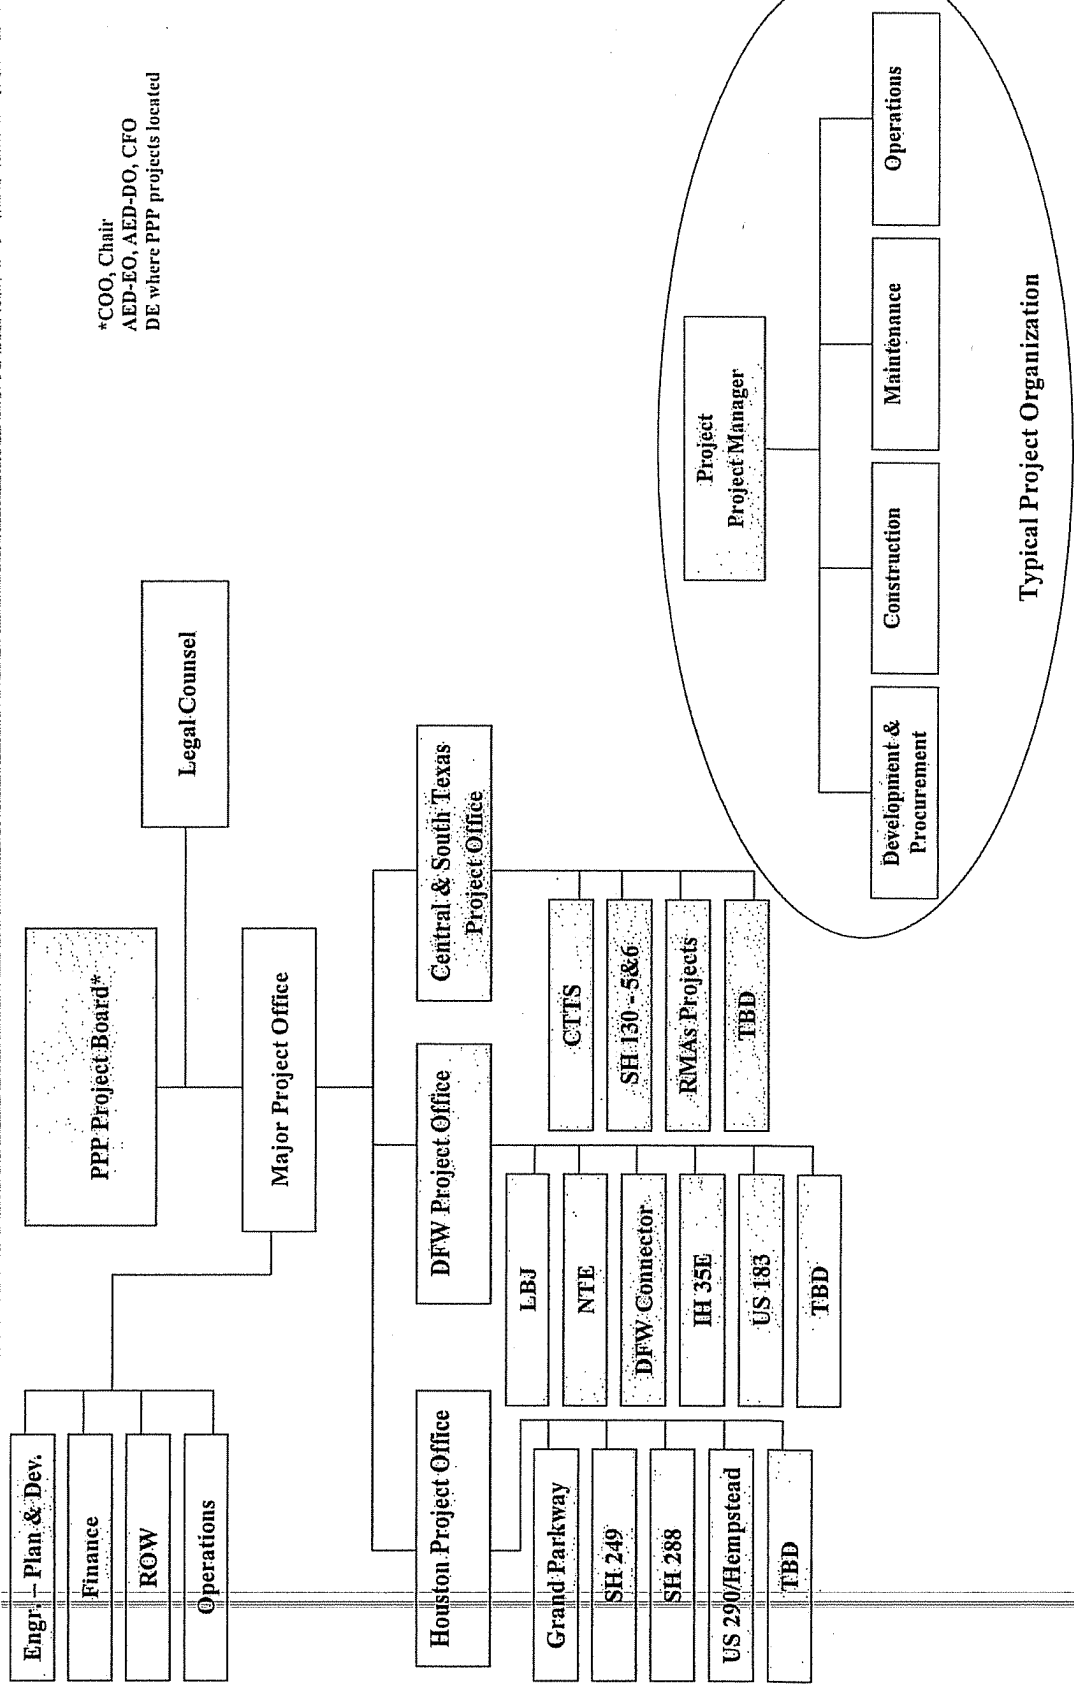 *COO, Chair
AED-EO, AED-DO, CFO
DE where PPP projects located
PPP Project Board*
Legal Counsel
Major Project Office
Engr. – Plan & Dev.
Finance
ROW
Operations
Houston Project Office
Grand Parkway
SH 249
SH 288
US 290/Hempstead
TBD
DFW Project Office
LBJ
NTE
DFW Connector
IH 35E
US 183
TBD
Central & South Texas
Project Office
CTTS
SH 130 - 5&6
RMAs Projects
TBD
Project
Project Manager
Development &
Procurement
Construction
Maintenance
Operations
Typical Project Organization